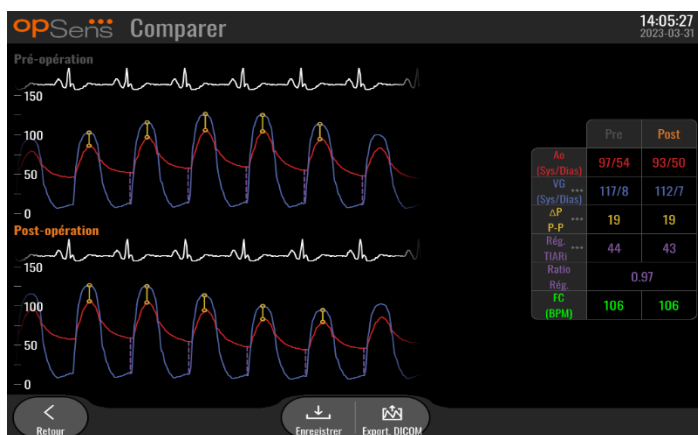 opSens Comparer
14:05:27
2023-03-31
Pré-opération
150
100
50
0
Post-opération
150
100
50
0
Pre Post
Ao
(Sys/Dias) 97/54 93/50
VG
(Sys/Dias) 117/8 112/7
ΔP
P-P 19 19
Rég.
TIARi 44 43
Ratio
Rég. 0.97
FC
(BPM) 106 106
Retour
Enregistrer
Export. DICOM